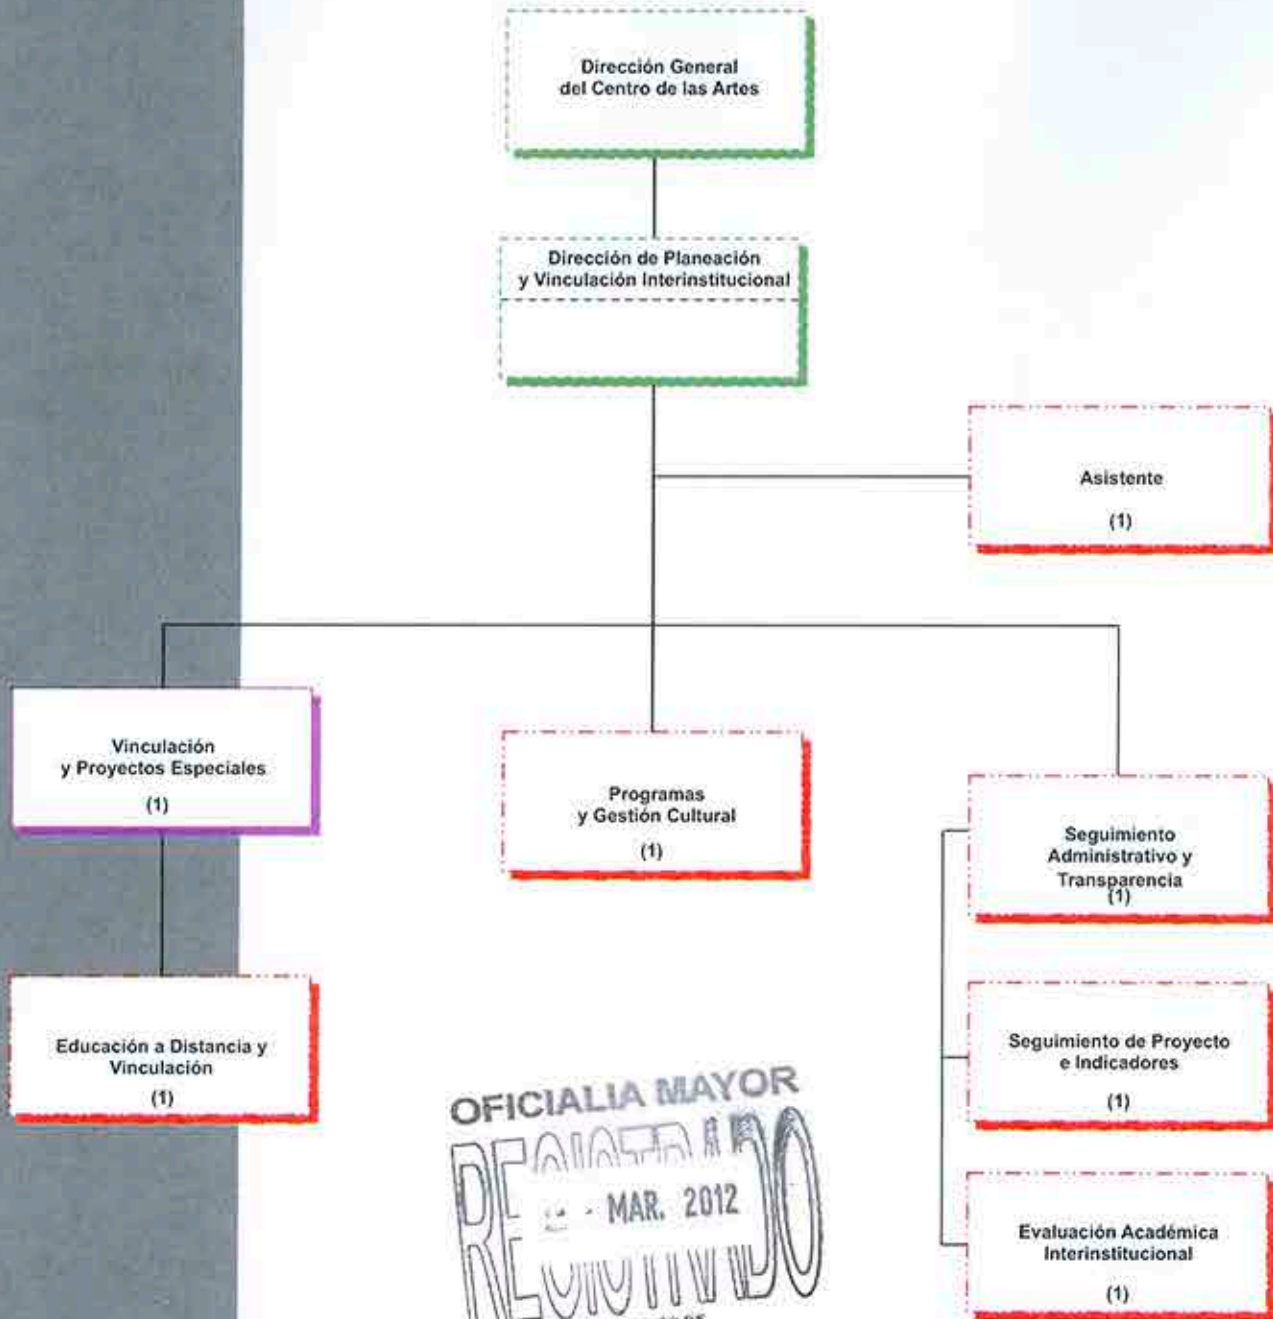 Dirección General
del Centro de las Artes
Dirección de Planeación
y Vinculación Interinstitucional
Asistente
(1)
Vinculación
y Proyectos Especiales
(1)
Programas
y Gestión Cultural
(1)
Seguimiento
Administrativo y
Transparencia
(1)
Educación a Distancia y
Vinculación
(1)
Seguimiento de Proyecto
e Indicadores
(1)
Evaluación Académica
Interinstitucional
(1)
OFICIALIA MAYOR
REGISTRADO
MAR. 2012